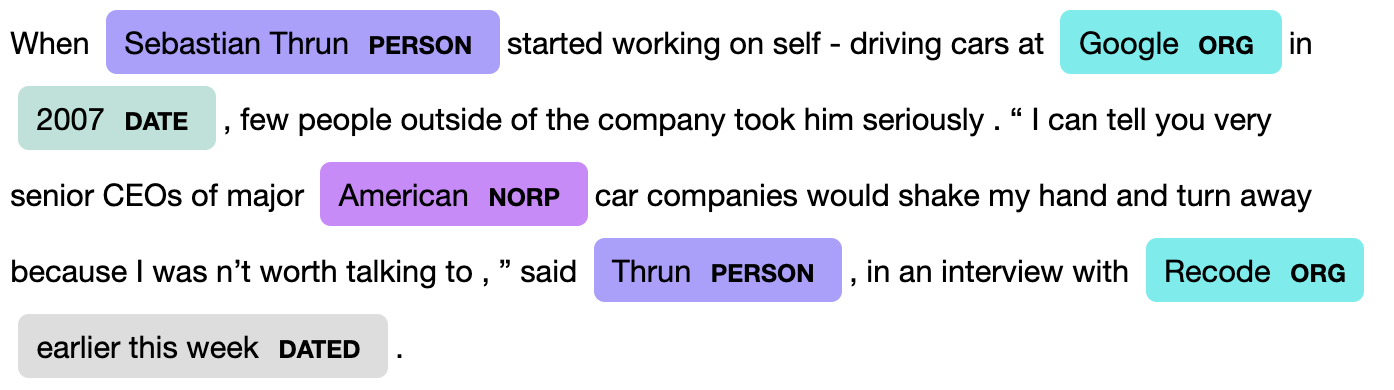 When Sebastian Thrun PERSON started working on self - driving cars at Google ORG in
2007 DATE , few people outside of the company took him seriously . “ I can tell you very
senior CEOs of major American NORP car companies would shake my hand and turn away
because I was n’t worth talking to , ” said Thrun PERSON , in an interview with Recode ORG
earlier this week DATED .